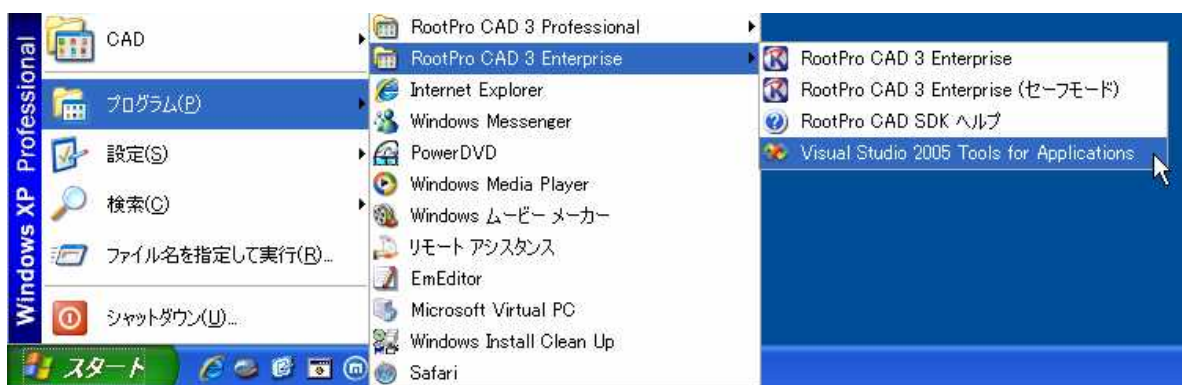 Windows XP Professional
CAD
プログラム(P)
設定(S)
検索(C)
ファイル名を指定して実行(R)...
シャットダウン(U)...
スタート
RootPro CAD 3 Professional
RootPro CAD 3 Enterprise
Internet Explorer
Windows Messenger
PowerDVD
Windows Media Player
Windows ムービー メーカー
リモート アシスタンス
EmEditor
Microsoft Virtual PC
Windows Install Clean Up
Safari
RootPro CAD 3 Enterprise
RootPro CAD 3 Enterprise (セーフモード)
RootPro CAD SDK ヘルプ
Visual Studio 2005 Tools for Applications